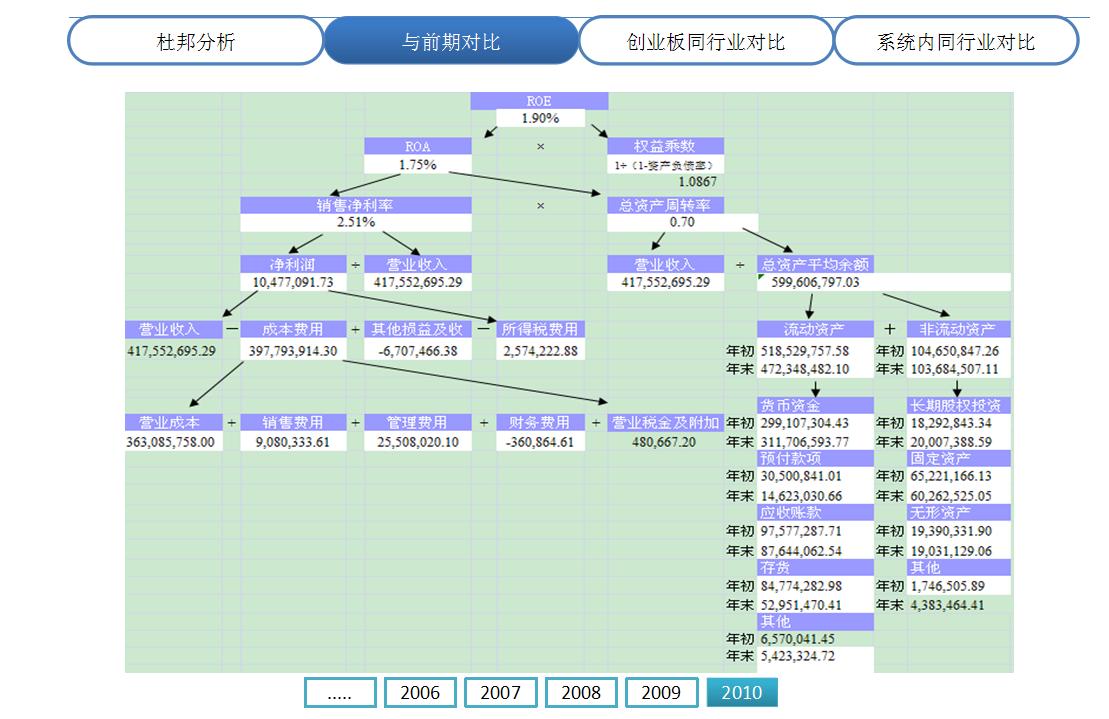 杜邦分析 与前期对比 创业板同行业对比 系统内同行业对比
ROE
1.90%
ROA × 权益乘数
1.75% 1÷（1-资产负债率）
1.0867
销售净利率 × 总资产周转率
2.51% 0.70
净利润 ÷ 营业收入 营业收入 ÷ 总资产平均余额
10,477,091.73 417,552,695.29 417,552,695.29 599,606,797.03
营业收入 － 成本费用 + 其他损益及收 － 所得税费用 流动资产 + 非流动资产
417,552,695.29 397,793,914.30 -6,707,466.38 2,574,222.88 年初 518,529,757.58 年初 104,650,847.26
年末 472,348,482.10 年末 103,684,507.11
货币资金 长期股权投资
营业成本 + 销售费用 + 管理费用 + 财务费用 + 营业税金及附加 年初 299,107,304.43 年初 18,292,843.34
363,085,758.00 9,080,333.61 25,508,020.10 -360,864.61 480,667.20 年末 311,706,593.77 年末 20,007,388.59
预付款项 固定资产
年初 30,500,841.01 年初 65,221,166.13
年末 14,623,030.66 年末 60,262,525.05
应收账款 无形资产
年初 97,577,287.71 年初 19,390,331.90
年末 87,644,062.54 年末 19,031,129.06
存货 其他
年初 84,774,282.98 年初 1,746,505.89
年末 52,951,470.41 年末 4,383,464.41
其他
年初 6,570,041.45
年末 5,423,324.72
..... 2006 2007 2008 2009 2010